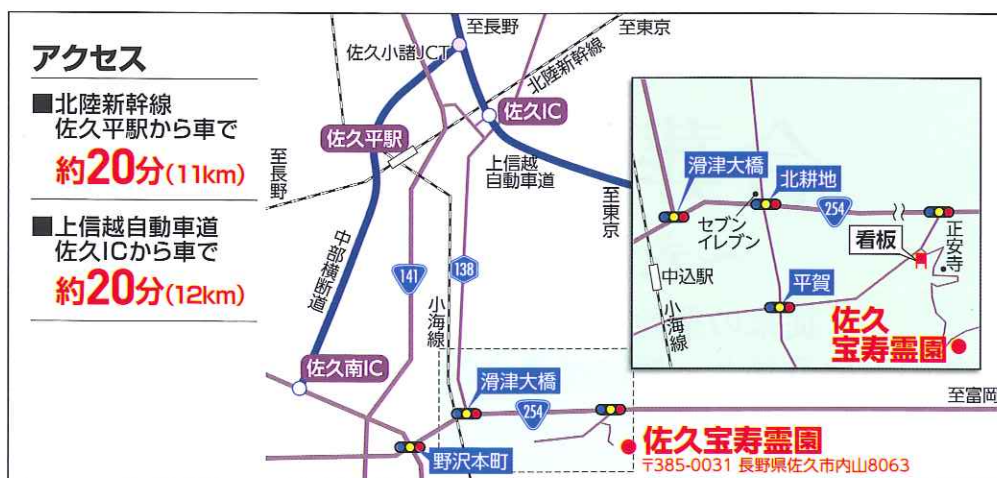 アクセス
■北陸新幹線
佐久平駅から車で
約20分(11km)
■上信越自動車道
佐久ICから車で
約20分(12km)
至長野
至東京
佐久小諸JCT
北陸新幹線
佐久IC
佐久平駅
至長野
上信越
自動車道
至東京
中部横断道
141
138
小海線
佐久南IC
滑津大橋
254
至富岡
野沢本町
佐久宝寿霊園
〒385-0031 長野県佐久市内山8063
滑津大橋
北耕地
254
セブン
イレブン
看板
正安寺
中込駅
平賀
小海線
佐久
宝寿霊園